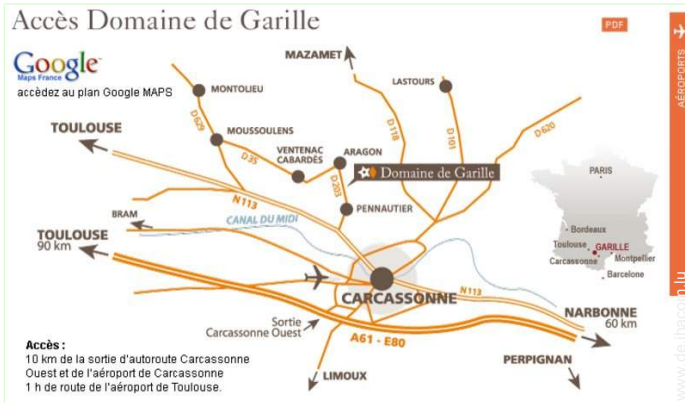 Accès Domaine de Garille
PDF
Google
Maps France
accèdez au plan Google MAPS
AÉROPORTS
MAZAMET
LASTOURS
MONTOLIEU
D629
MOUSSOULENS
D118
D101
D620
TOULOUSE
VENTENAC
CABARDÈS
ARAGON
D35
Domaine de Garille
D203
PENNAUTIER
N113
BRAM
CANAL DU MIDI
TOULOUSE
90 km
PARIS
Bordeaux
Toulouse
GARILLE
Carcassonne
Montpellier
Barcelone
CARCASSONNE
N113
NARBONNE
60 km
Sortie
Carcassonne Ouest
A61 - E80
PERPIGNAN
LIMOUX
Accès :
10 km de la sortie d'autoroute Carcassonne
Ouest et de l'aéroport de Carcassonne
1 h de route de l'aéroport de Toulouse.
www.de.ihacom.lu